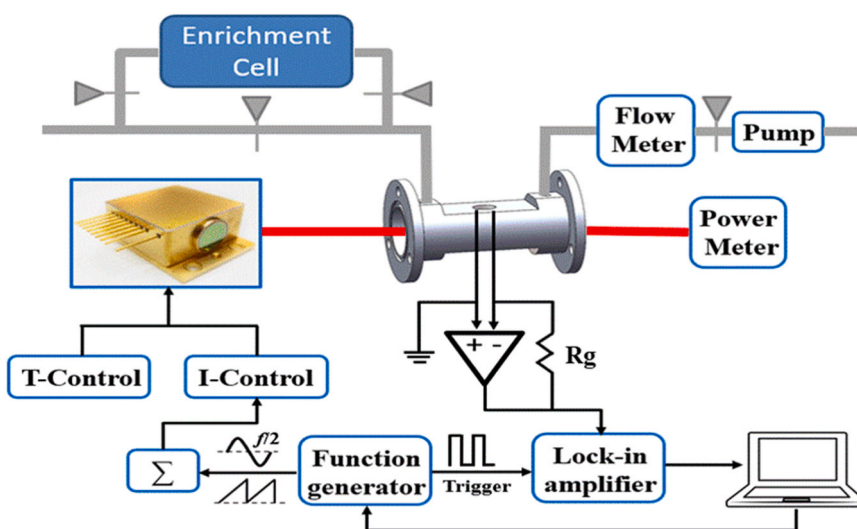 Enrichment
Cell
Flow
Meter
Pump
Power
Meter
+ -
Rg
T-Control
I-Control
f/2
Σ
Function
generator
Trigger
Lock-in
amplifier